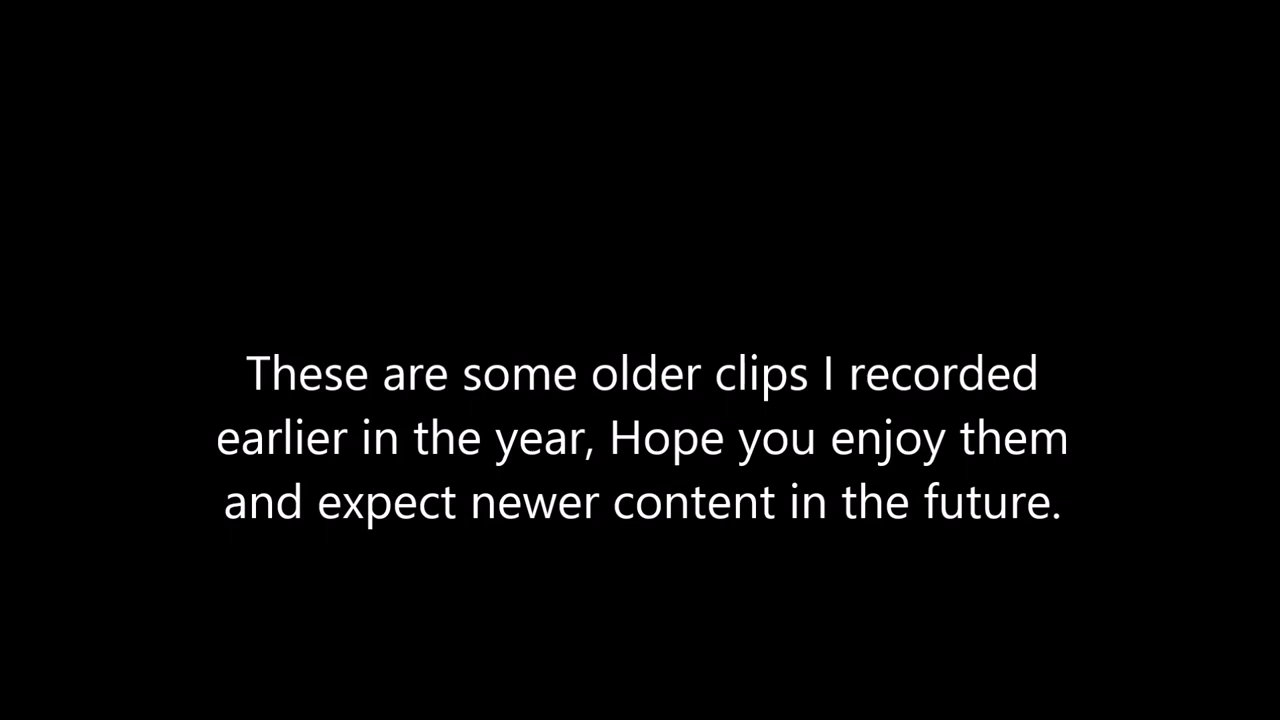 These are some older clips I recorded
earlier in the year, Hope you enjoy them
and expect newer content in the future.